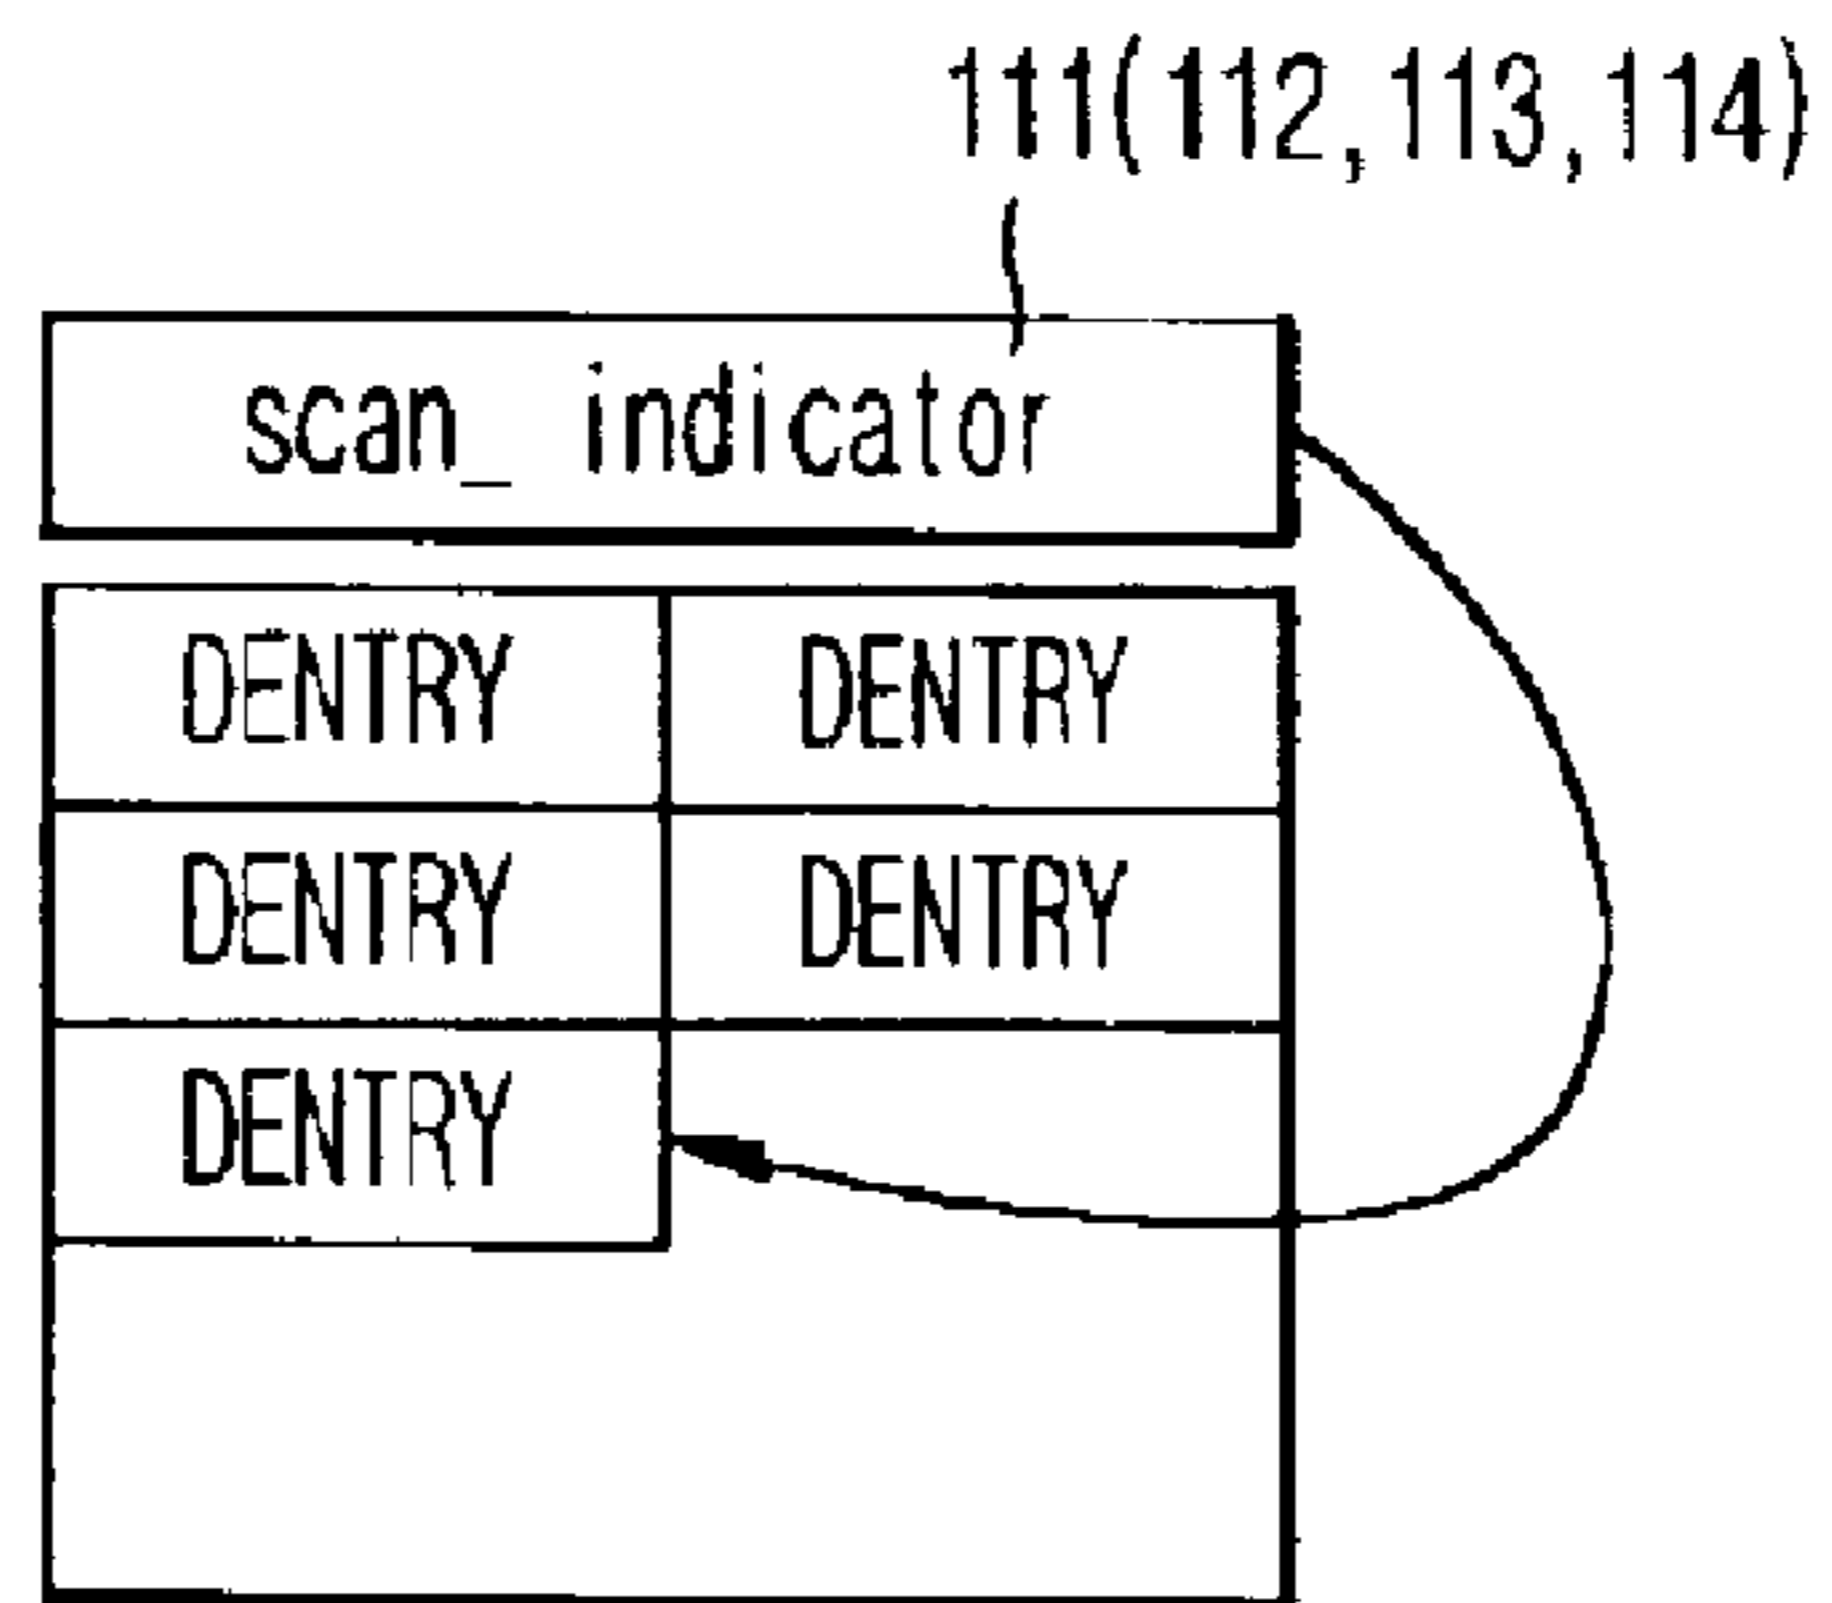 111(112,113,114)
scan_ indicator
DENTRY DENTRY
DENTRY DENTRY
DENTRY